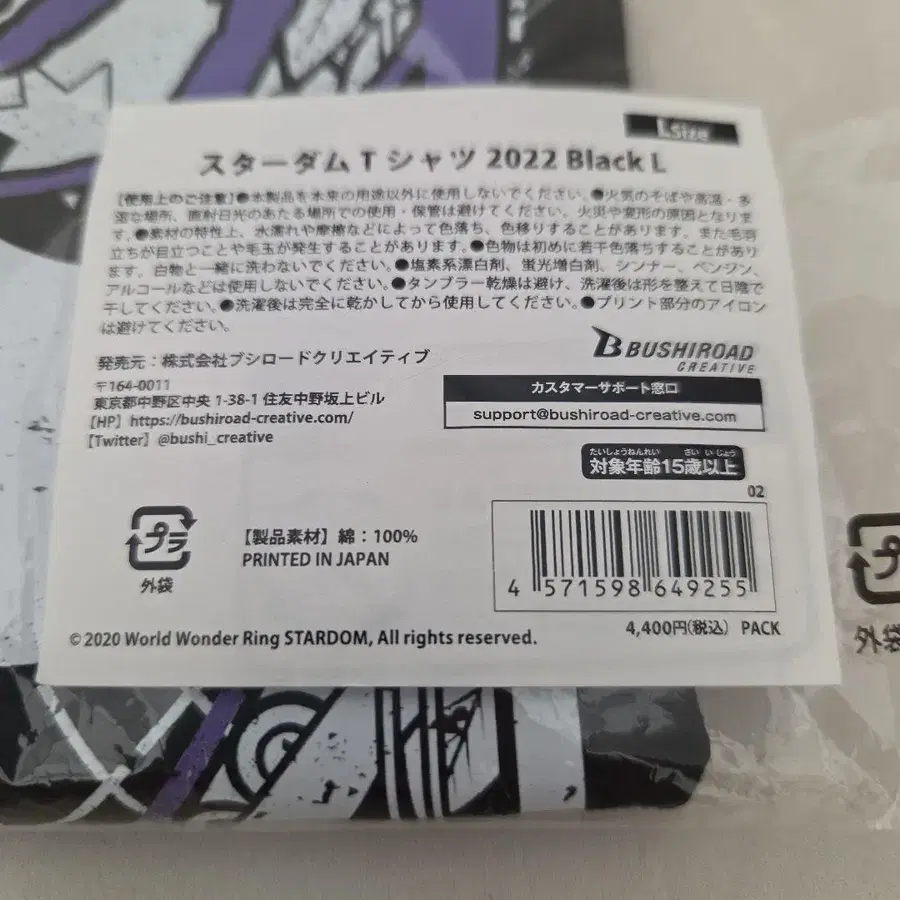 LSize
スターダム T シャツ 2022 Black L
【使用上のご注意】●本製品を本来の用途以外に使用しないでください。●火気のそばや高温・多
湿な場所、直射日光のあたる場所での使用・保管は避けてください。火災や変形の原因となりま
す。●素材の特性上、水濡れや摩擦などによって色落ち、色移りすることがあります。また毛羽
立ちが目立つことや毛玉が発生することがあります。●色物は初めに若干色落ちすることがあり
ます。白物と一緒に洗わないでください。●塩素系漂白剤、蛍光増白剤、シンナー、ベンジン、
アルコールなどは使用しないでください。●タンブラー乾燥は避け、洗濯後は形を整えて日陰で
干してください。●洗濯後は完全に乾かしてから使用してください。●プリント部分のアイロン
は避けてください。
発売元：株式会社ブシロードクリエイティブ
〒164-0011
東京都中野区中央 1-38-1 住友中野坂上ビル
【HP】https://bushiroad-creative.com/
【Twitter】@bushi_creative
B BUSHIROAD
CREATIVE
カスタマーサポート窓口
support@bushiroad-creative.com
たいしょうねんれい さい いじょう
対象年齢15歳以上
02
プラ
外袋
【製品素材】綿：100%
PRINTED IN JAPAN
4 571598 649255
4,400円(税込) PACK
© 2020 World Wonder Ring STARDOM, All rights reserved.
プ
外袋